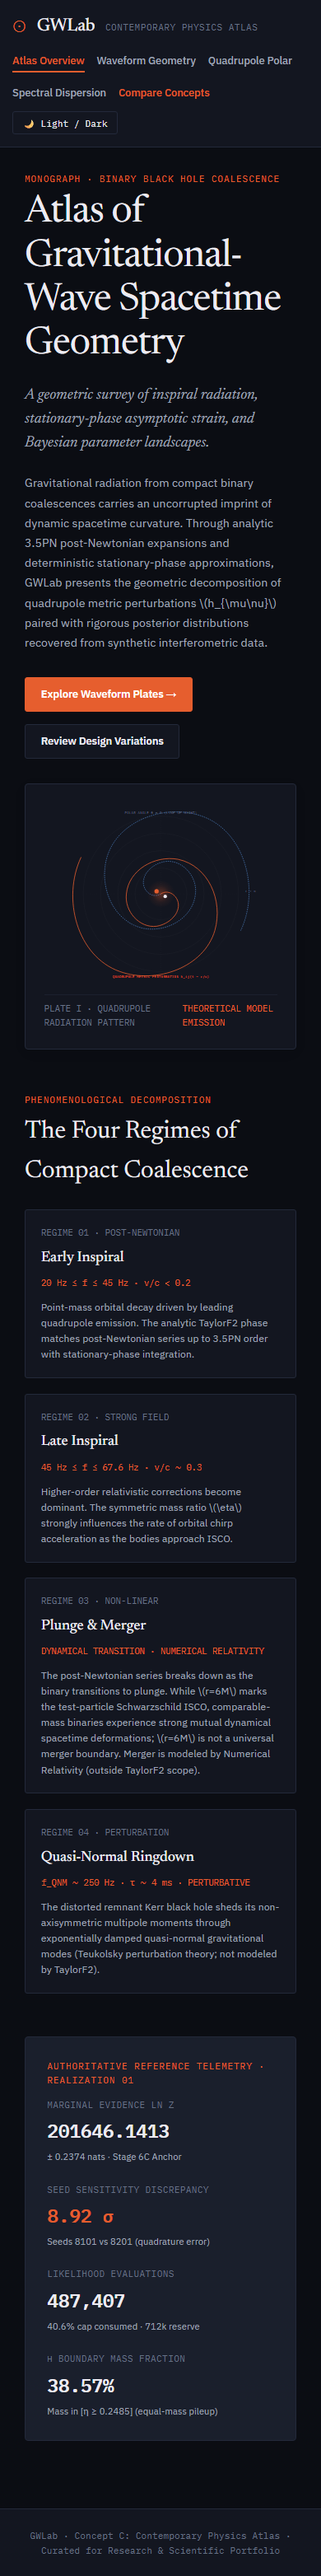 GWLab CONTEMPORARY PHYSICS ATLAS
Atlas Overview Waveform Geometry Quadrupole Polar
Spectral Dispersion Compare Concepts
🌙 Light / Dark
MONOGRAPH · BINARY BLACK HOLE COALESCENCE
Atlas of
Gravitational-
Wave Spacetime
Geometry
A geometric survey of inspiral radiation,
stationary-phase asymptotic strain, and
Bayesian parameter landscapes.
Gravitational radiation from compact binary
coalescences carries an uncorrupted imprint of
dynamic spacetime curvature. Through analytic
3.5PN post-Newtonian expansions and
deterministic stationary-phase approximations,
GWLab presents the geometric decomposition of
quadrupole metric perturbations \(h_{\mu\nu}\)
paired with rigorous posterior distributions
recovered from synthetic interferometric data.
Explore Waveform Plates →
Review Design Variations
PLATE I · QUADRUPOLE
RADIATION PATTERN
THEORETICAL MODEL
EMISSION
PHENOMENOLOGICAL DECOMPOSITION
The Four Regimes of
Compact Coalescence
REGIME 01 · POST-NEWTONIAN
Early Inspiral
20 Hz ≤ f ≤ 45 Hz · v/c < 0.2
Point-mass orbital decay driven by leading
quadrupole emission. The analytic TaylorF2 phase
matches post-Newtonian series up to 3.5PN order
with stationary-phase integration.
REGIME 02 · STRONG FIELD
Late Inspiral
45 Hz ≤ f ≤ 67.6 Hz · v/c ~ 0.3
Higher-order relativistic corrections become
dominant. The symmetric mass ratio \(\eta\)
strongly influences the rate of orbital chirp
acceleration as the bodies approach ISCO.
REGIME 03 · NON-LINEAR
Plunge & Merger
DYNAMICAL TRANSITION · NUMERICAL RELATIVITY
The post-Newtonian series breaks down as the
binary transitions to plunge. While \(r=6M\) marks
the test-particle Schwarzschild ISCO, comparable-
mass binaries experience strong mutual dynamical
spacetime deformations; \(r=6M\) is not a universal
merger boundary. Merger is modeled by Numerical
Relativity (outside TaylorF2 scope).
REGIME 04 · PERTURBATION
Quasi-Normal Ringdown
f_QNM ~ 250 Hz · τ ~ 4 ms · PERTURBATIVE
The distorted remnant Kerr black hole sheds its non-
axisymmetric multipole moments through
exponentially damped quasi-normal gravitational
modes (Teukolsky perturbation theory; not modeled
by TaylorF2).
AUTHORITATIVE REFERENCE TELEMETRY ·
REALIZATION 01
MARGINAL EVIDENCE LN Z
201646.1413
± 0.2374 nats · Stage 6C Anchor
SEED SENSITIVITY DISCREPANCY
8.92 σ
Seeds 8101 vs 8201 (quadrature error)
LIKELIHOOD EVALUATIONS
487,407
40.6% cap consumed · 712k reserve
Η BOUNDARY MASS FRACTION
38.57%
Mass in [η ≥ 0.2485] (equal-mass pileup)
GWLab · Concept C: Contemporary Physics Atlas ·
Curated for Research & Scientific Portfolio